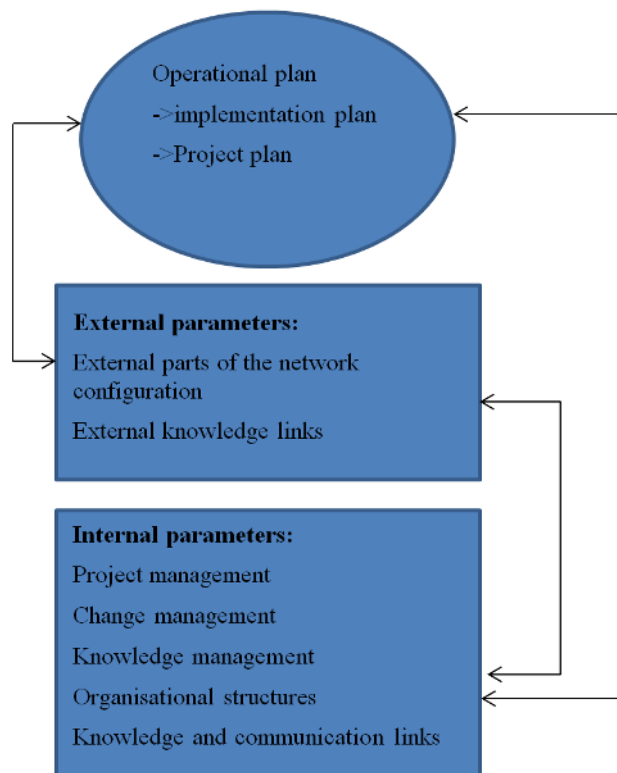 Operational plan
->implementation plan
->Project plan
External parameters:
External parts of the network
configuration
External knowledge links
Internal parameters:
Project management
Change management
Knowledge management
Organisational structures
Knowledge and communication links